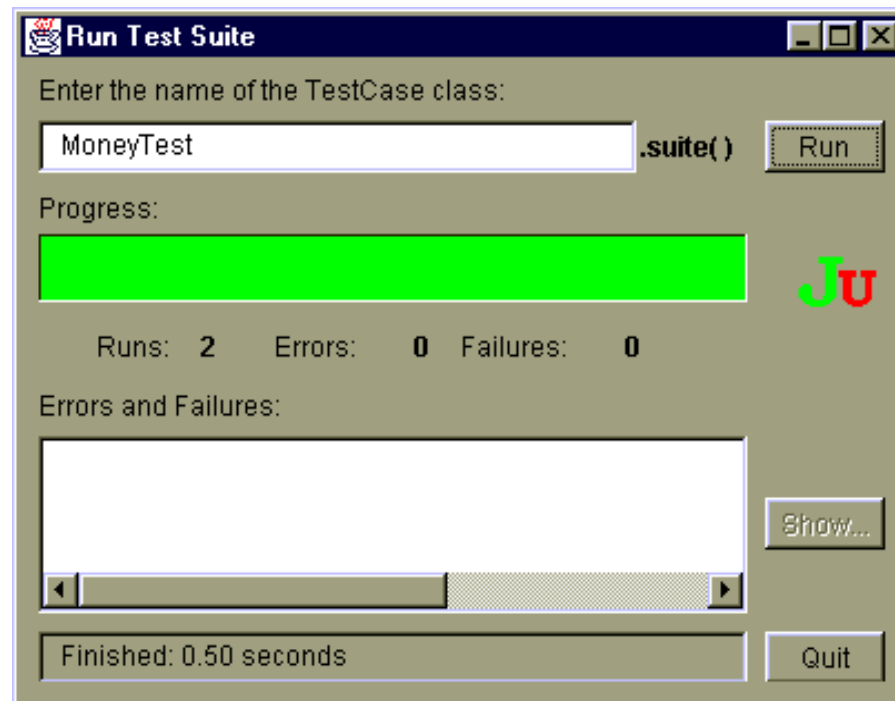 Run Test Suite
Enter the name of the TestCase class:
MoneyTest .suite( ) Run
Progress:
JU
Runs: 2 Errors: 0 Failures: 0
Errors and Failures:
Show...
Finished: 0.50 seconds Quit